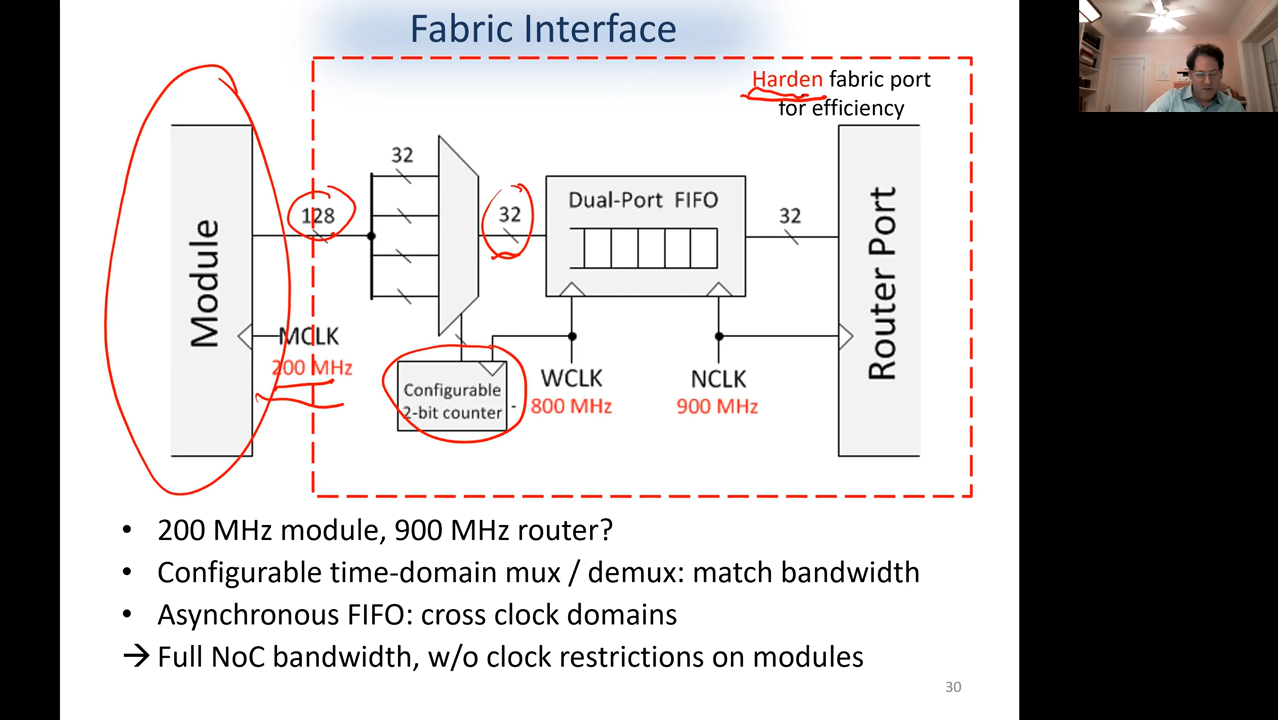 Fabric Interface
Harden fabric port
for efficiency
Module
128
32
32
Dual-Port FIFO
32
Router Port
MCLK
200 MHz
Configurable
2-bit counter
WCLK
800 MHz
NCLK
900 MHz
• 200 MHz module, 900 MHz router?
• Configurable time-domain mux / demux: match bandwidth
• Asynchronous FIFO: cross clock domains
→ Full NoC bandwidth, w/o clock restrictions on modules
30